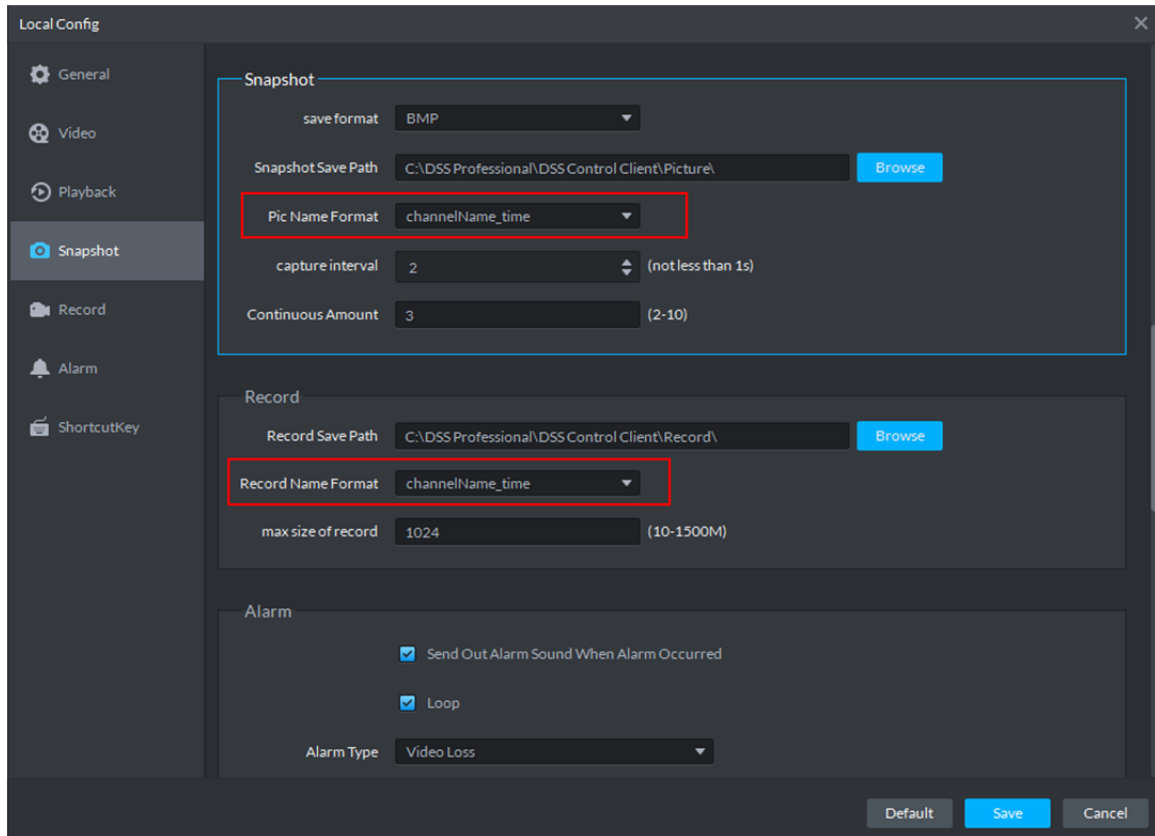 Local Config
General
Video
Playback
Snapshot
Record
Alarm
ShortcutKey
Snapshot
save format BMP
Snapshot Save Path C:\DSS Professional\DSS Control Client\Picture\ Browse
Pic Name Format channelName_time
capture interval 2 (not less than 1s)
Continuous Amount 3 (2-10)
Record
Record Save Path C:\DSS Professional\DSS Control Client\Record\ Browse
Record Name Format channelName_time
max size of record 1024 (10-1500M)
Alarm
Send Out Alarm Sound When Alarm Occurred
Loop
Alarm Type Video Loss
Default Save Cancel